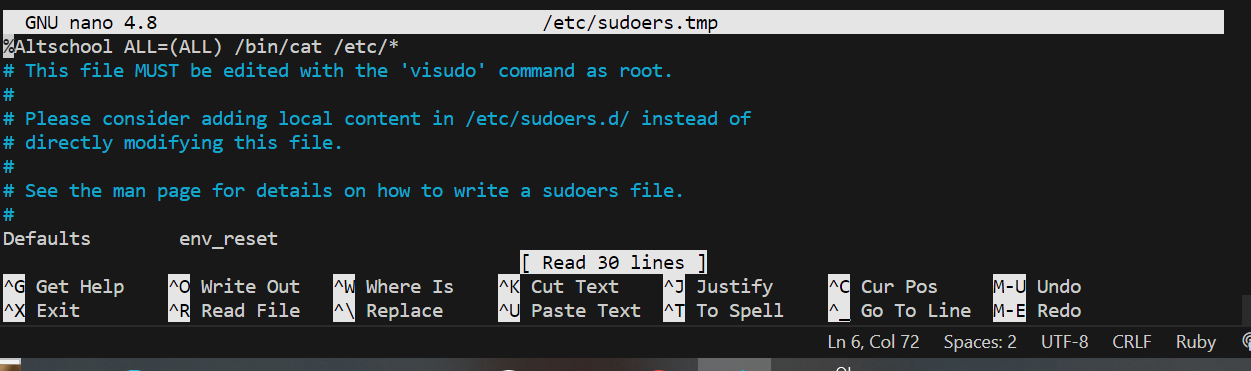 GNU nano 4.8 /etc/sudoers.tmp
%Altschool ALL=(ALL) /bin/cat /etc/*
# This file MUST be edited with the 'visudo' command as root.
#
# Please consider adding local content in /etc/sudoers.d/ instead of
# directly modifying this file.
#
# See the man page for details on how to write a sudoers file.
#
Defaults        env_reset
[ Read 30 lines ]
^G Get Help ^O Write Out ^W Where Is ^K Cut Text ^J Justify ^C Cur Pos M-U Undo
^X Exit ^R Read File ^\ Replace ^U Paste Text ^T To Spell ^_ Go To Line M-E Redo
Ln 6, Col 72 Spaces: 2 UTF-8 CRLF Ruby